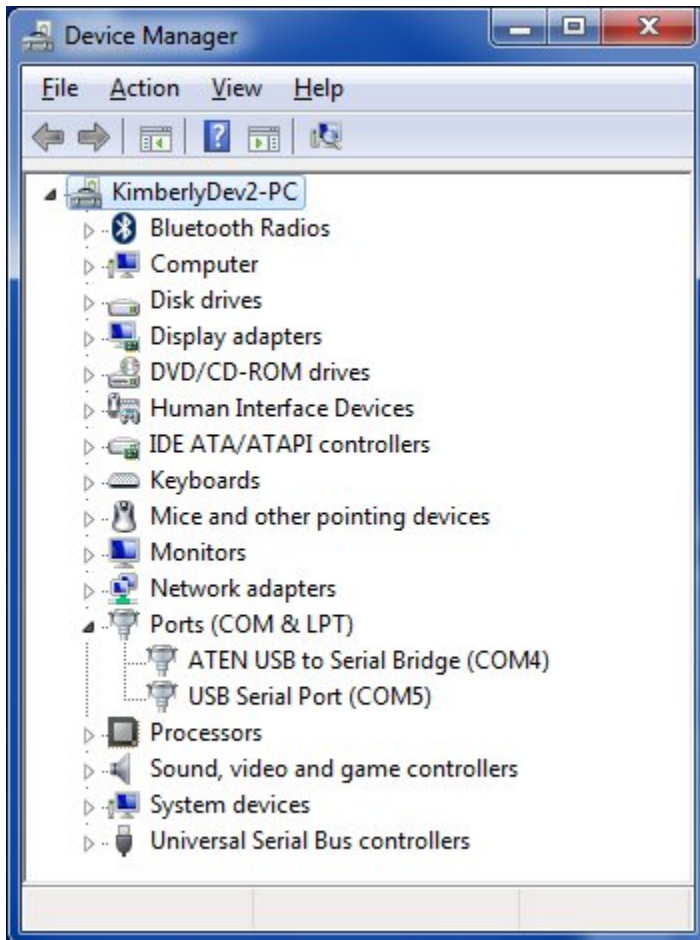 Device Manager
File Action View Help
KimberlyDev2-PC
Bluetooth Radios
Computer
Disk drives
Display adapters
DVD/CD-ROM drives
Human Interface Devices
IDE ATA/ATAPI controllers
Keyboards
Mice and other pointing devices
Monitors
Network adapters
Ports (COM & LPT)
ATEN USB to Serial Bridge (COM4)
USB Serial Port (COM5)
Processors
Sound, video and game controllers
System devices
Universal Serial Bus controllers